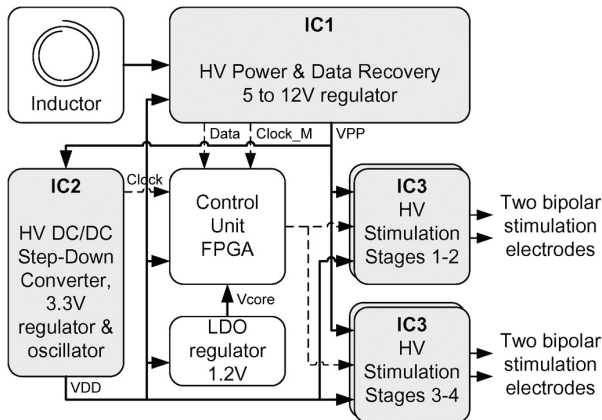 IC1
HV Power & Data Recovery
5 to 12V regulator
Inductor
Data
Clock_M
VPP
IC2
HV DC/DC
Step-Down
Converter,
3.3V
regulator &
oscillator
Clock
Control
Unit
FPGA
IC3
HV
Stimulation
Stages 1-2
Two bipolar
stimulation
electrodes
Vcore
LDO
regulator
1.2V
IC3
HV
Stimulation
Stages 3-4
Two bipolar
stimulation
electrodes
VDD